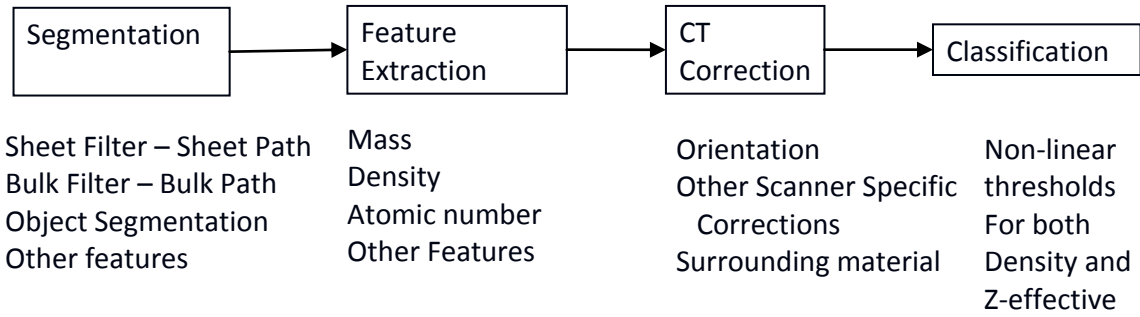 Segmentation
Feature
Extraction
CT
Correction
Classification
Sheet Filter – Sheet Path
Bulk Filter – Bulk Path
Object Segmentation
Other features
Mass
Density
Atomic number
Other Features
Orientation
Other Scanner Specific
Corrections
Surrounding material
Non-linear
thresholds
For both
Density and
Z-effective